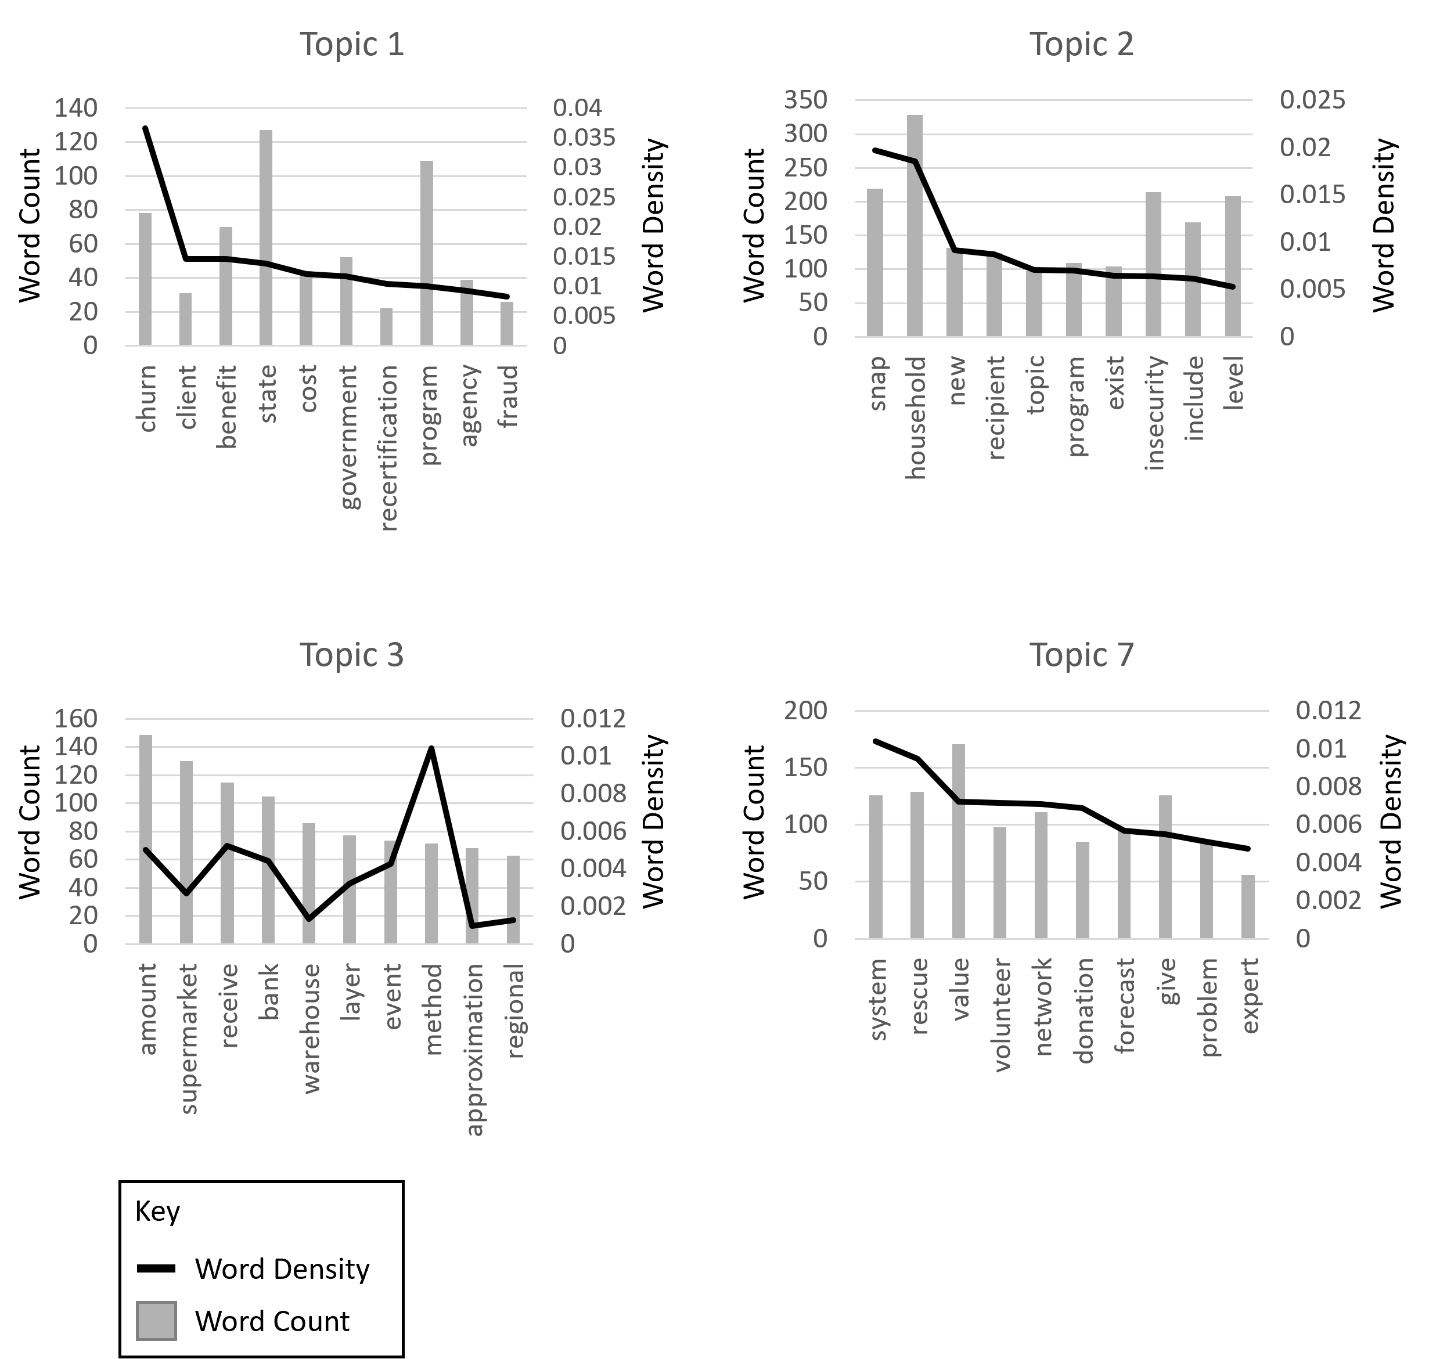 Topic 1
Word Count
140
120
100
80
60
40
20
0
0.04
0.035
0.03
0.025
0.02
0.015
0.01
0.005
0
Word Density
churn
client
benefit
state
cost
government
recertification
program
agency
fraud
Topic 2
Word Count
350
300
250
200
150
100
50
0
0.025
0.02
0.015
0.01
0.005
0
Word Density
snap
household
new
recipient
topic
program
exist
insecurity
include
level
Topic 3
Word Count
160
140
120
100
80
60
40
20
0
0.012
0.01
0.008
0.006
0.004
0.002
0
Word Density
amount
supermarket
receive
bank
warehouse
layer
event
method
approximation
regional
Topic 7
Word Count
200
150
100
50
0
0.012
0.01
0.008
0.006
0.004
0.002
0
Word Density
system
rescue
value
volunteer
network
donation
forecast
give
problem
expert
Key
Word Density
Word Count